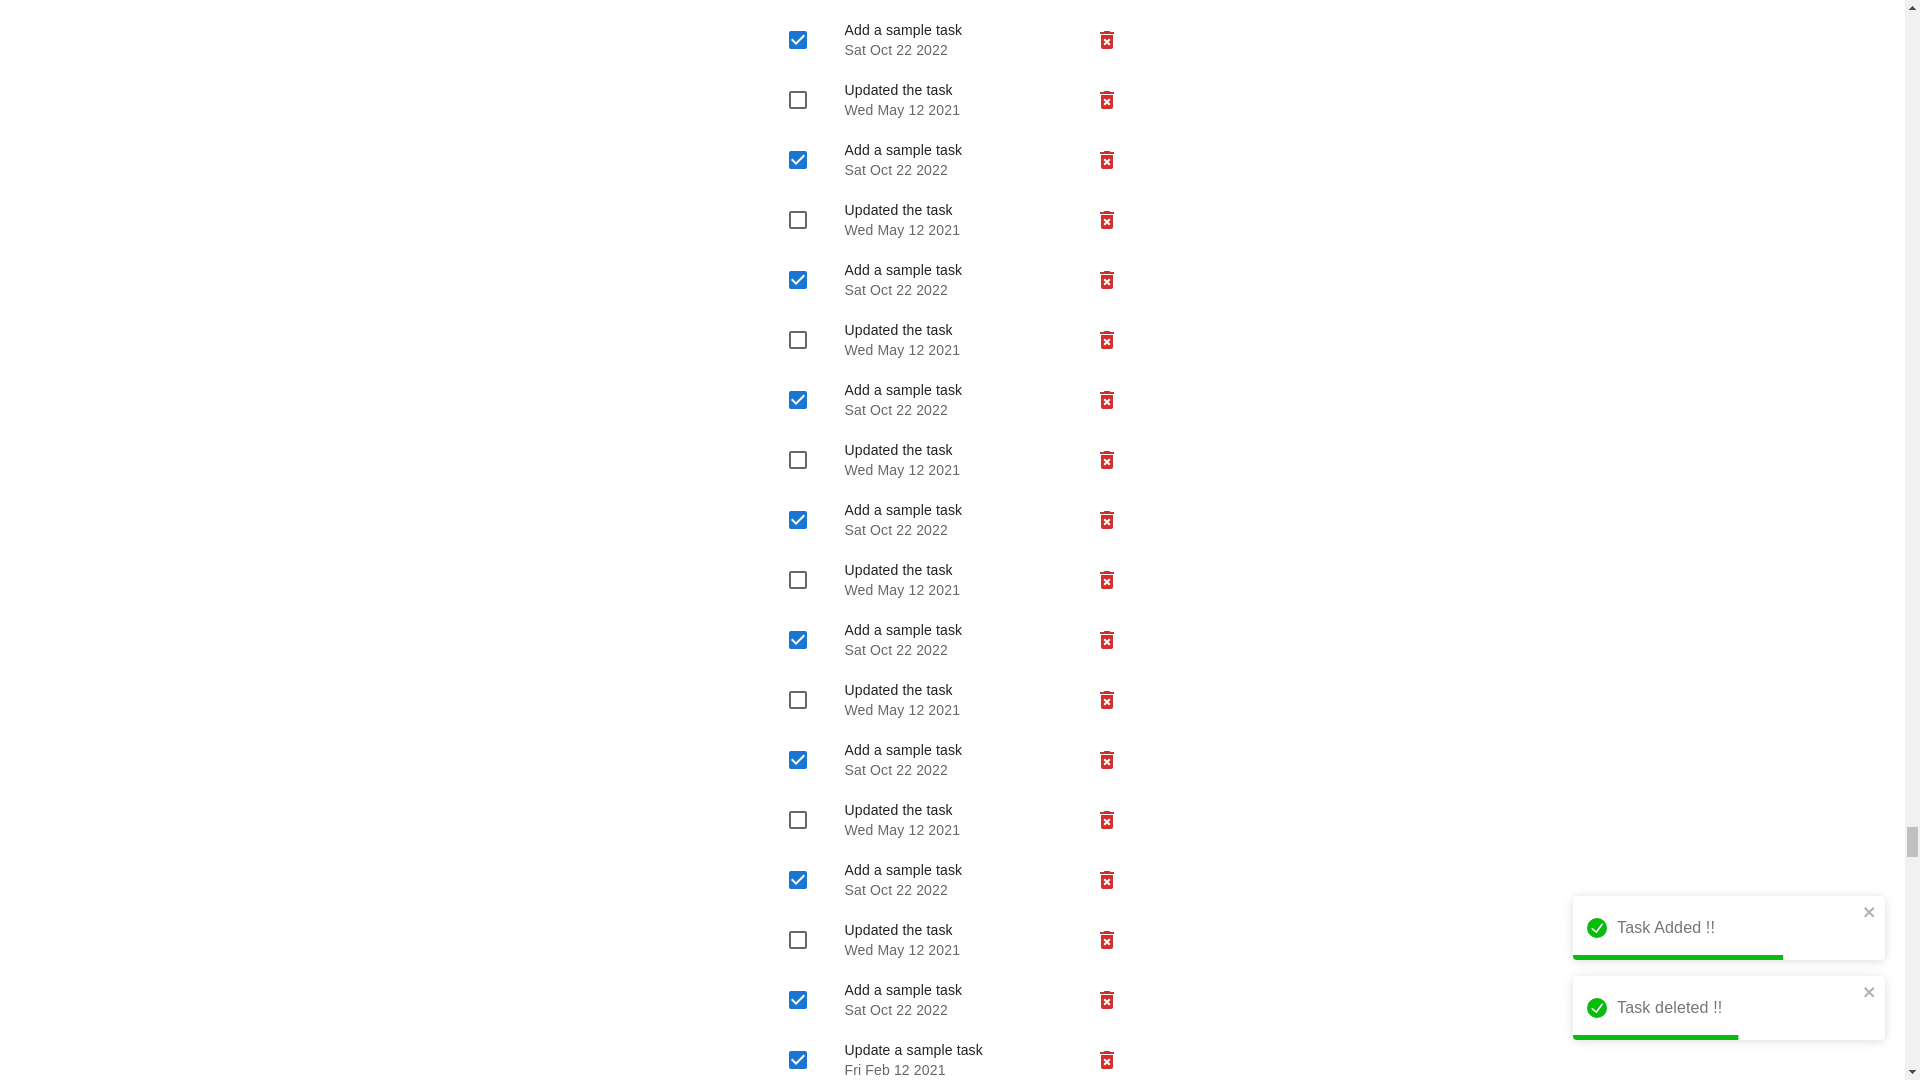 Add a sample task
Sat Oct 22 2022
Updated the task
Wed May 12 2021
Add a sample task
Sat Oct 22 2022
Updated the task
Wed May 12 2021
Add a sample task
Sat Oct 22 2022
Updated the task
Wed May 12 2021
Add a sample task
Sat Oct 22 2022
Updated the task
Wed May 12 2021
Add a sample task
Sat Oct 22 2022
Updated the task
Wed May 12 2021
Add a sample task
Sat Oct 22 2022
Updated the task
Wed May 12 2021
Add a sample task
Sat Oct 22 2022
Updated the task
Wed May 12 2021
Add a sample task
Sat Oct 22 2022
Updated the task
Wed May 12 2021
Add a sample task
Sat Oct 22 2022
Update a sample task
Fri Feb 12 2021
Task Added !!
Task deleted !!